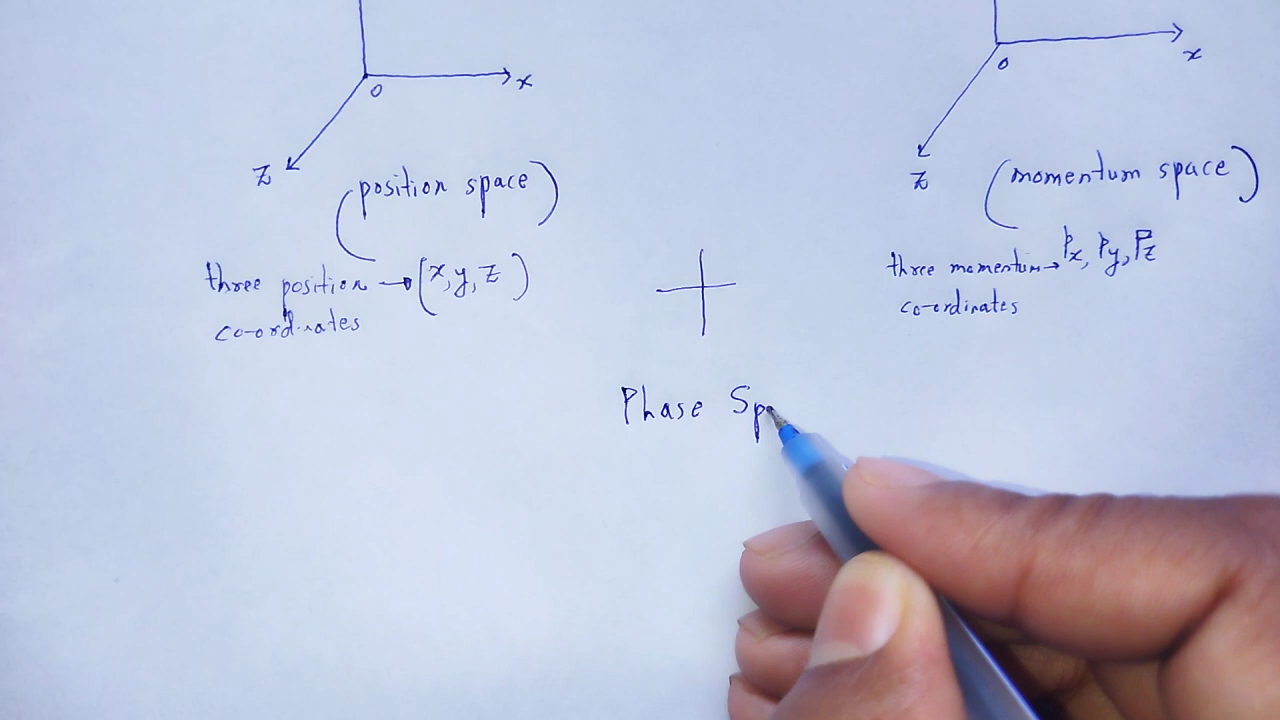 x
o
z
(position space)
three position → (x, y, z)
co-ordinates
x
o
z
(momentum space)
three momentum → Px, Py, Pz
co-ordinates
+
Phase Sp